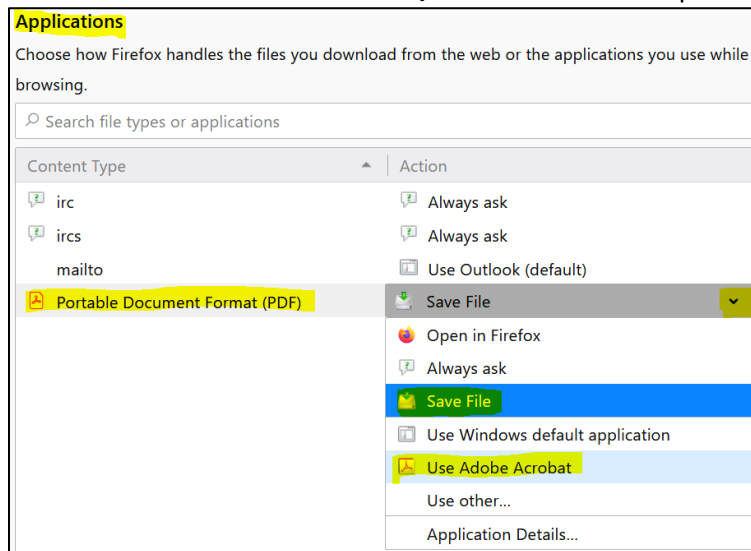 Applications
Choose how Firefox handles the files you download from the web or the applications you use while
browsing.
Search file types or applications
Content Type Action
irc Always ask
ircs Always ask
mailto Use Outlook (default)
Portable Document Format (PDF) Save File
Open in Firefox
Always ask
Save File
Use Windows default application
Use Adobe Acrobat
Use other...
Application Details...